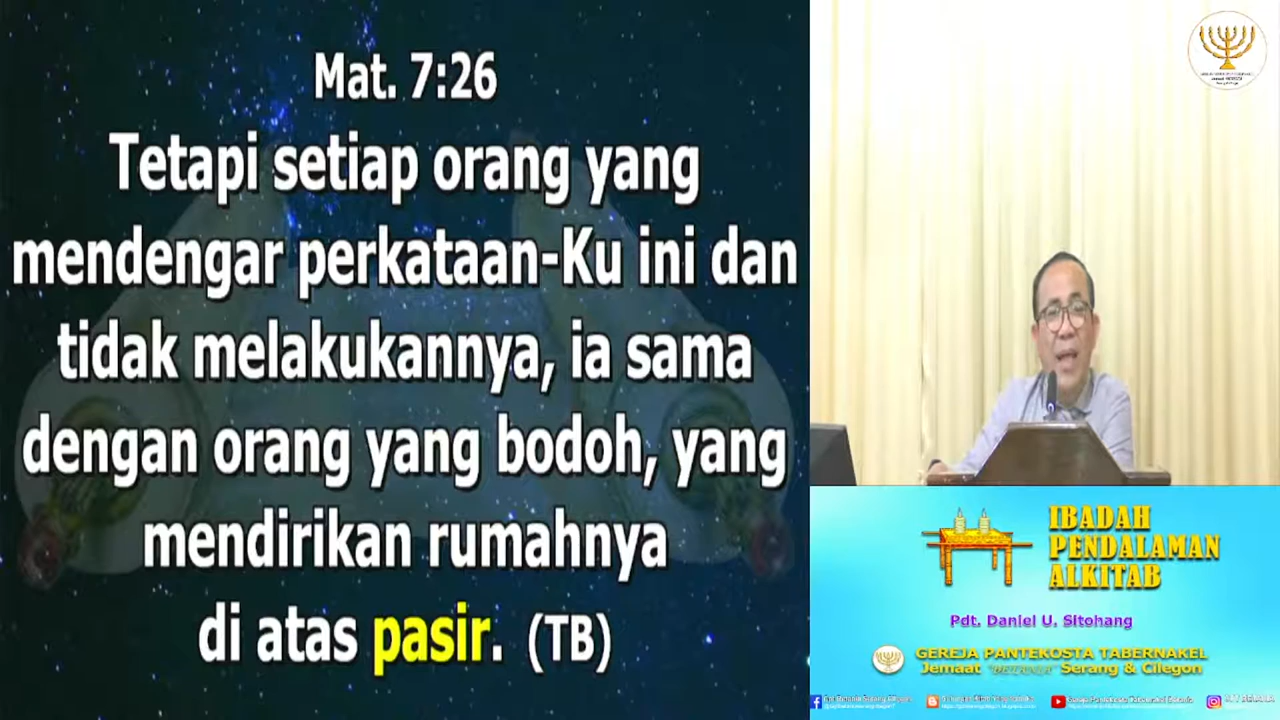 Mat. 7:26
Tetapi setiap orang yang
mendengar perkataan-Ku ini dan
tidak melakukannya, ia sama
dengan orang yang bodoh, yang
mendirikan rumahnya
di atas pasir. (TB)
IBADAH
PENDALAMAN
ALKITAB
Pdt. Daniel U. Sitohang
GEREJA PANTEKOSTA TABERNAKEL
Jemaat "BETANIA" Serang & Cilegon